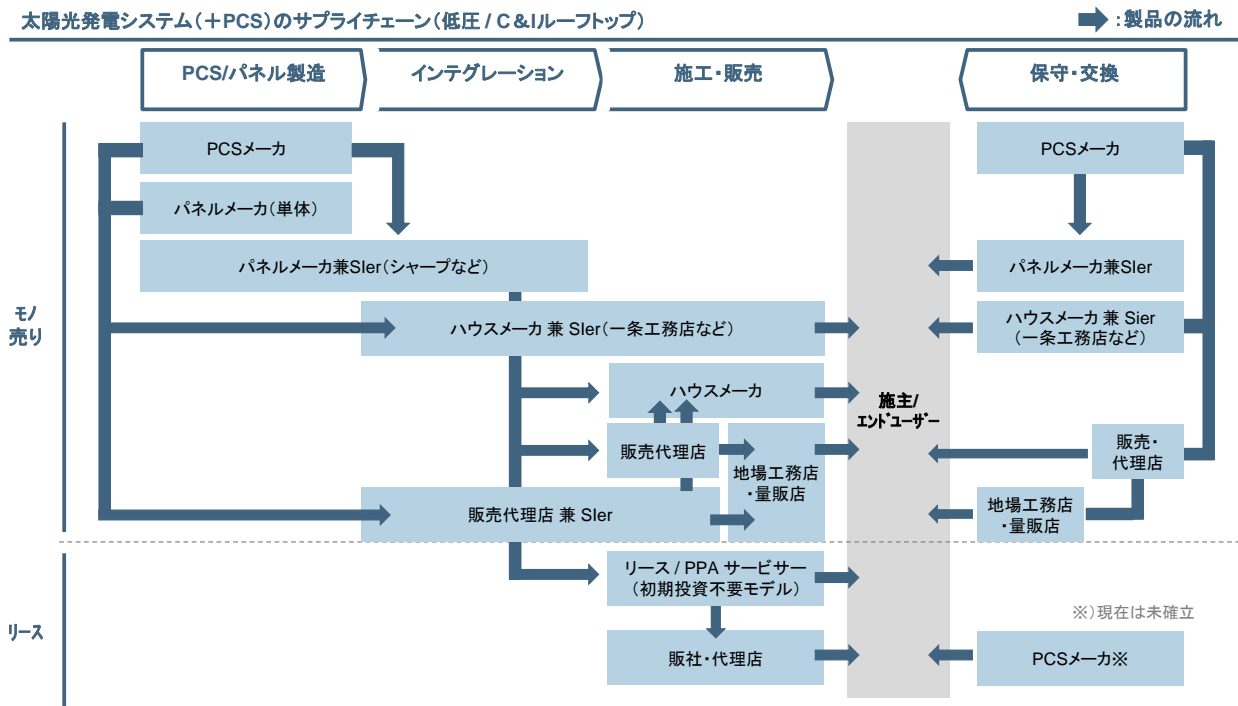 太陽光発電システム（＋PCS）のサプライチェーン（低圧 / C＆Iルーフトップ）
：製品の流れ
PCS/パネル製造
インテグレーション
施工・販売
保守・交換
モノ
売り
PCSメーカ
パネルメーカ（単体）
パネルメーカ兼SIer（シャープなど）
ハウスメーカ 兼 SIer（一条工務店など）
ハウスメーカ
販売代理店
地場工務店
・量販店
販売代理店 兼 SIer
施主/
エンドユーザー
PCSメーカ
パネルメーカ兼SIer
ハウスメーカ 兼 Sier
（一条工務店など）
販売・
代理店
地場工務店
・量販店
リース
リース / PPA サービサー
（初期投資不要モデル）
販社・代理店
※）現在は未確立
PCSメーカ※